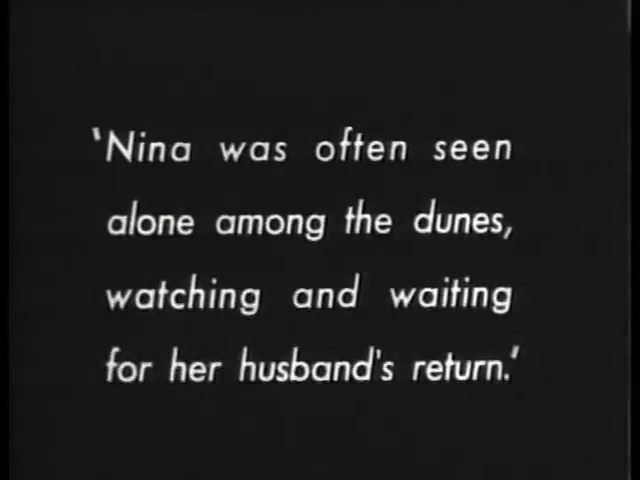 'Nina was often seen
alone among the dunes,
watching and waiting
for her husband's return.'